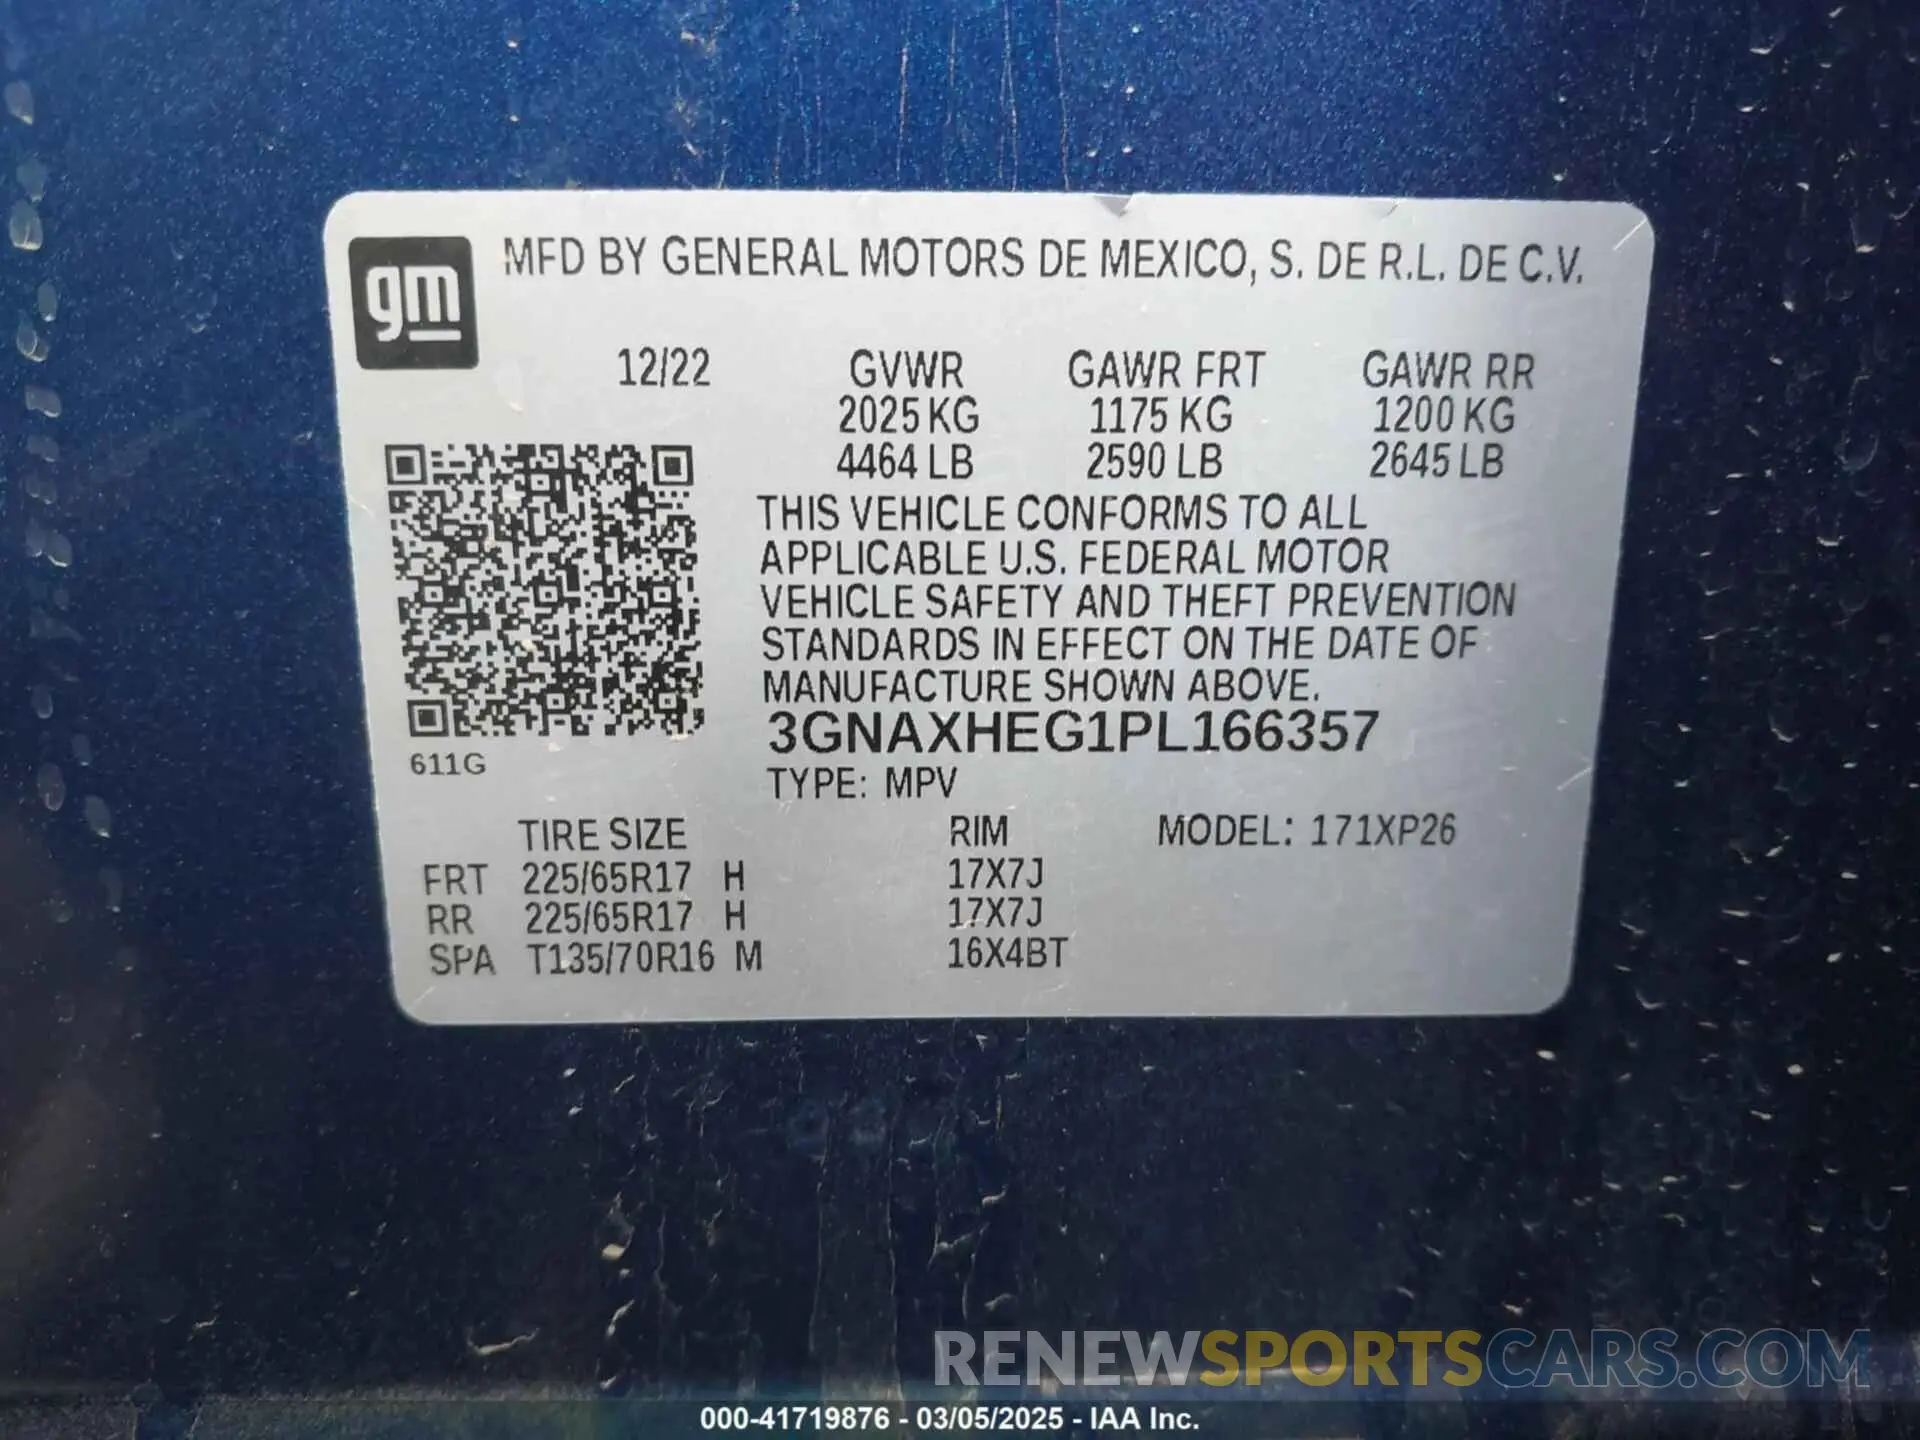 gm
MFD BY GENERAL MOTORS DE MEXICO, S. DE R.L. DE C.V.
12/22 GVWR GAWR FRT GAWR RR
2025 KG 1175 KG 1200 KG
4464 LB 2590 LB 2645 LB
THIS VEHICLE CONFORMS TO ALL
APPLICABLE U.S. FEDERAL MOTOR
VEHICLE SAFETY AND THEFT PREVENTION
STANDARDS IN EFFECT ON THE DATE OF
MANUFACTURE SHOWN ABOVE.
3GNAXHEG1PL166357
611G
TYPE: MPV
TIRE SIZE RIM MODEL: 171XP26
FRT 225/65R17 H 17X7J
RR 225/65R17 H 17X7J
SPA T135/70R16 M 16X4BT
RENEWSPORTSCARS.COM
000-41719876 - 03/05/2025 - IAA Inc.